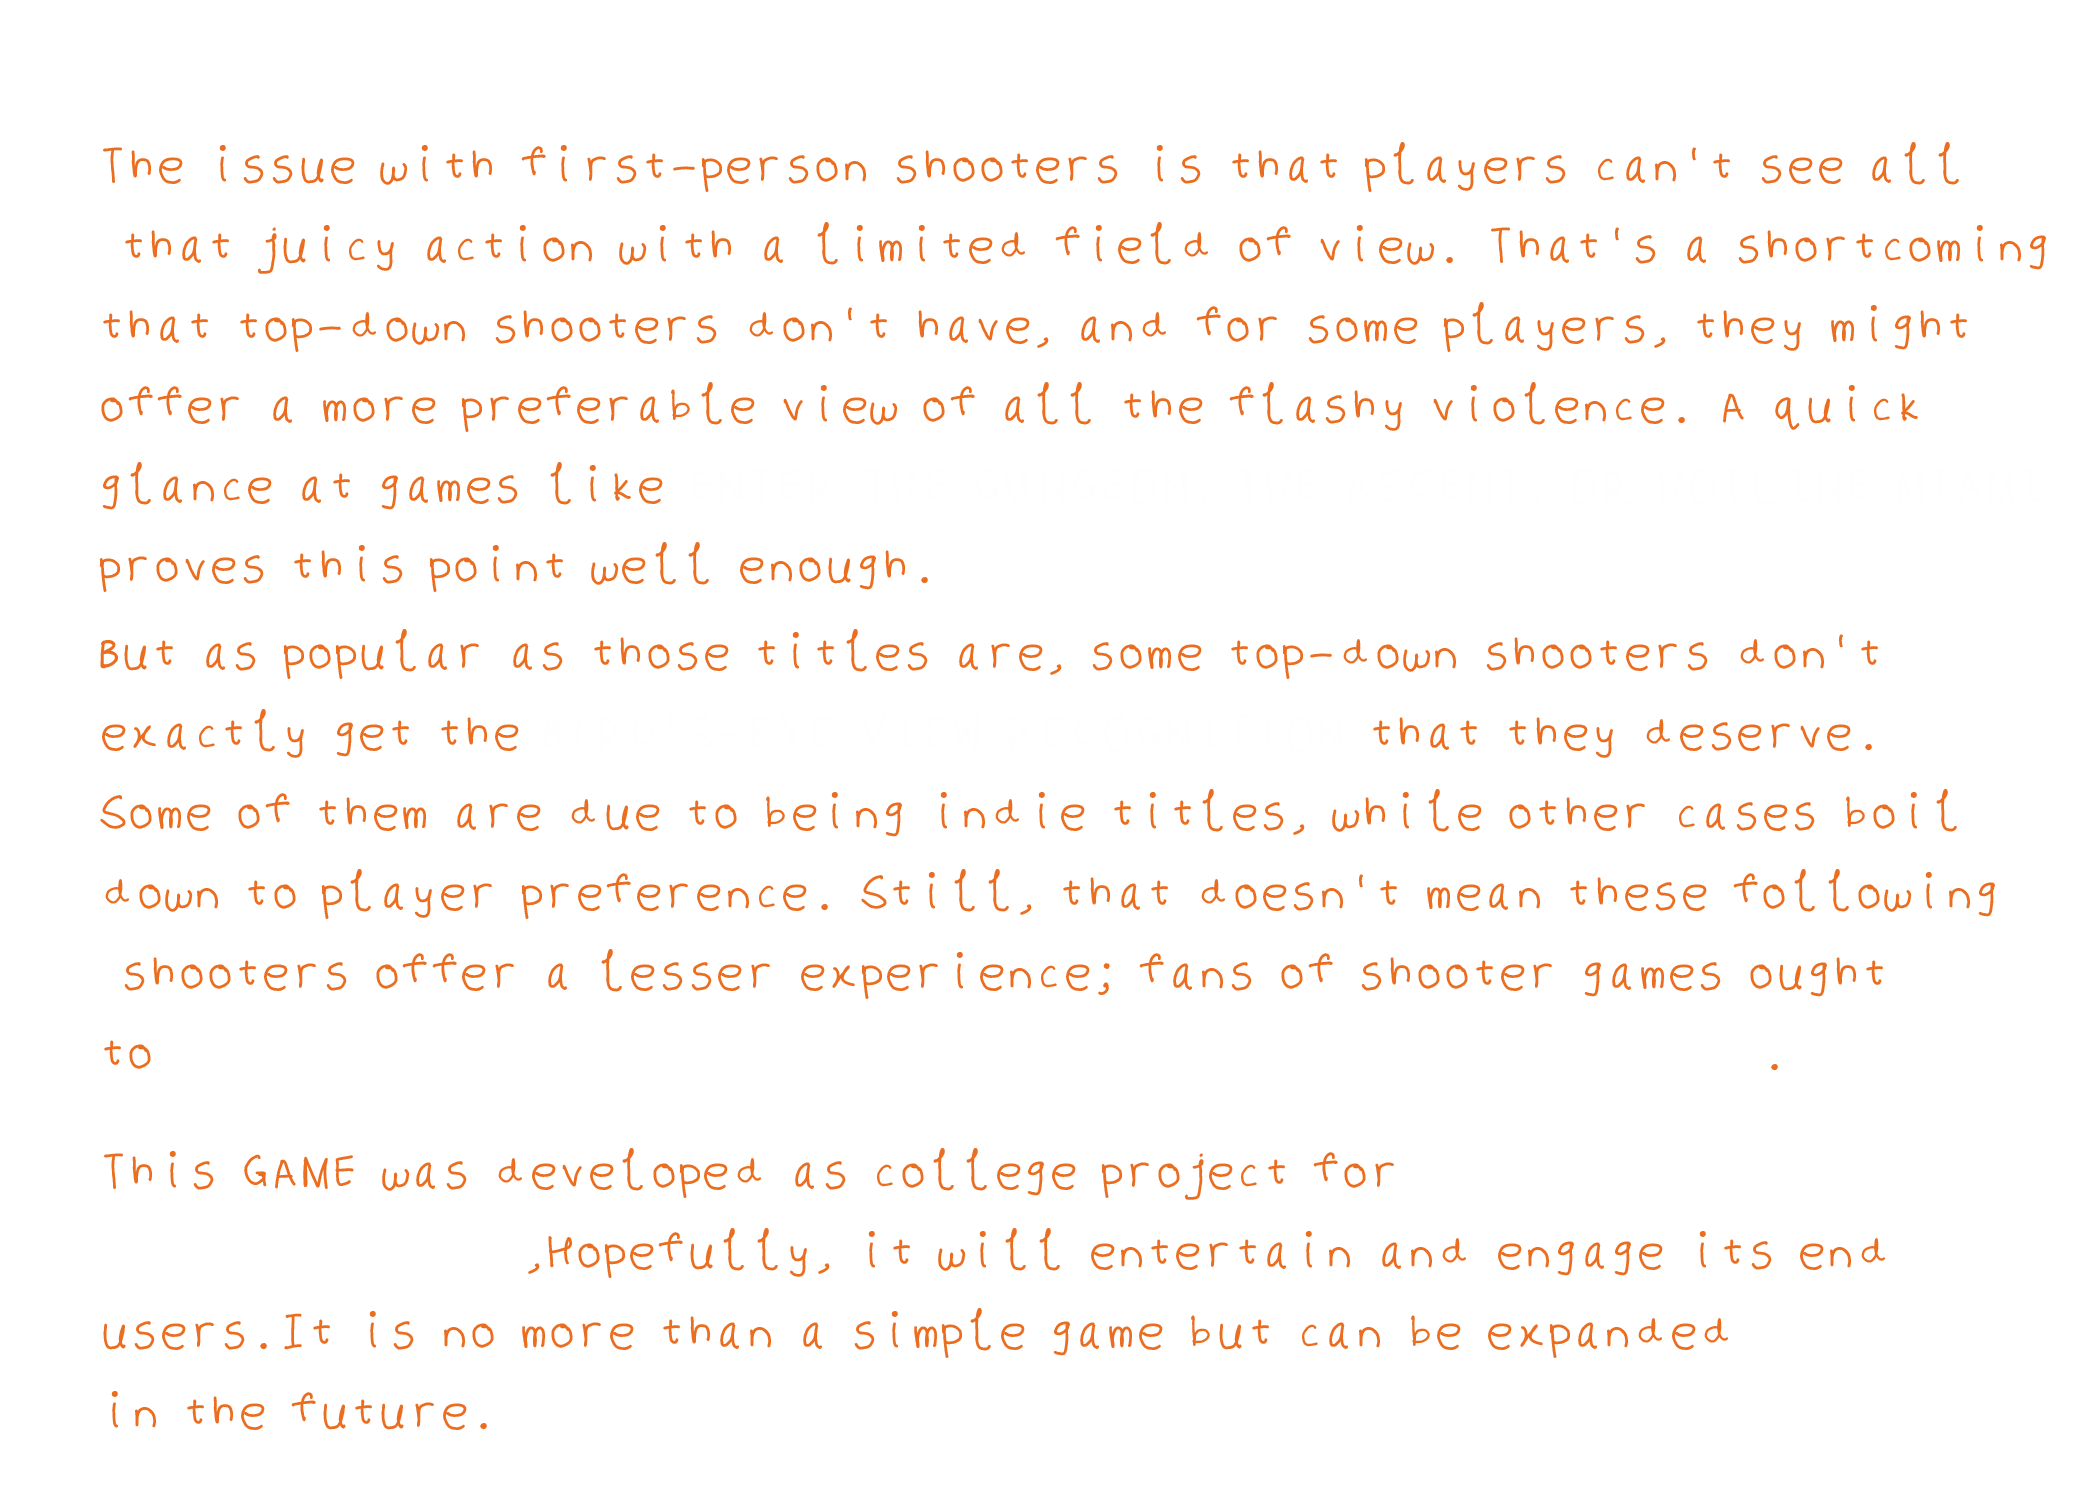 The issue with first-person shooters is that players can't see all
that juicy action with a limited field of view. That's a shortcoming
that top-down shooters don't have, and for some players, they might
offer a more preferable view of all the flashy violence. A quick
glance at games like
proves this point well enough.
But as popular as those titles are, some top-down shooters don't
exactly get the that they deserve.
Some of them are due to being indie titles, while other cases boil
down to player preference. Still, that doesn't mean these following
shooters offer a lesser experience; fans of shooter games ought
to .
This GAME was developed as college project for
,Hopefully, it will entertain and engage its end
users.It is no more than a simple game but can be expanded
in the future.